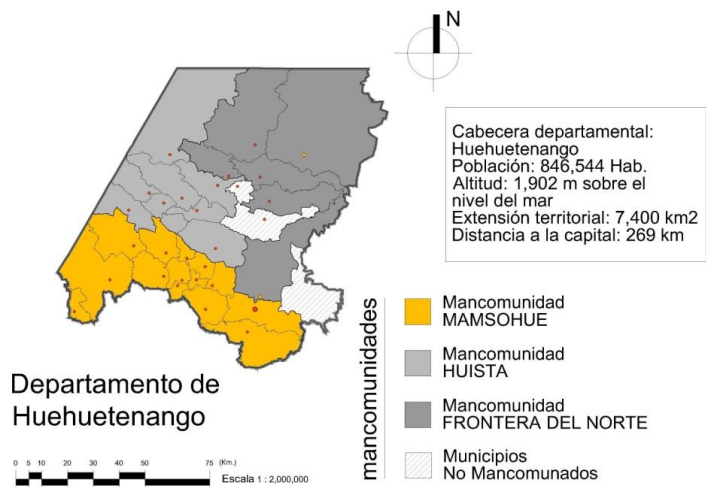 N
Cabecera departamental:
Huehuetenango
Población: 846,544 Hab.
Altitud: 1,902 m sobre el
nivel del mar
Extensión territorial: 7,400 km2
Distancia a la capital: 269 km
mancomunidades
Mancomunidad
MAMSOHUE
Mancomunidad
HUISTA
Mancomunidad
FRONTERA DEL NORTE
Municipios
No Mancomunados
Departamento de
Huehuetenango
0 5 10 20 30 40 50 75 (Km.)
Escala 1 : 2,000,000